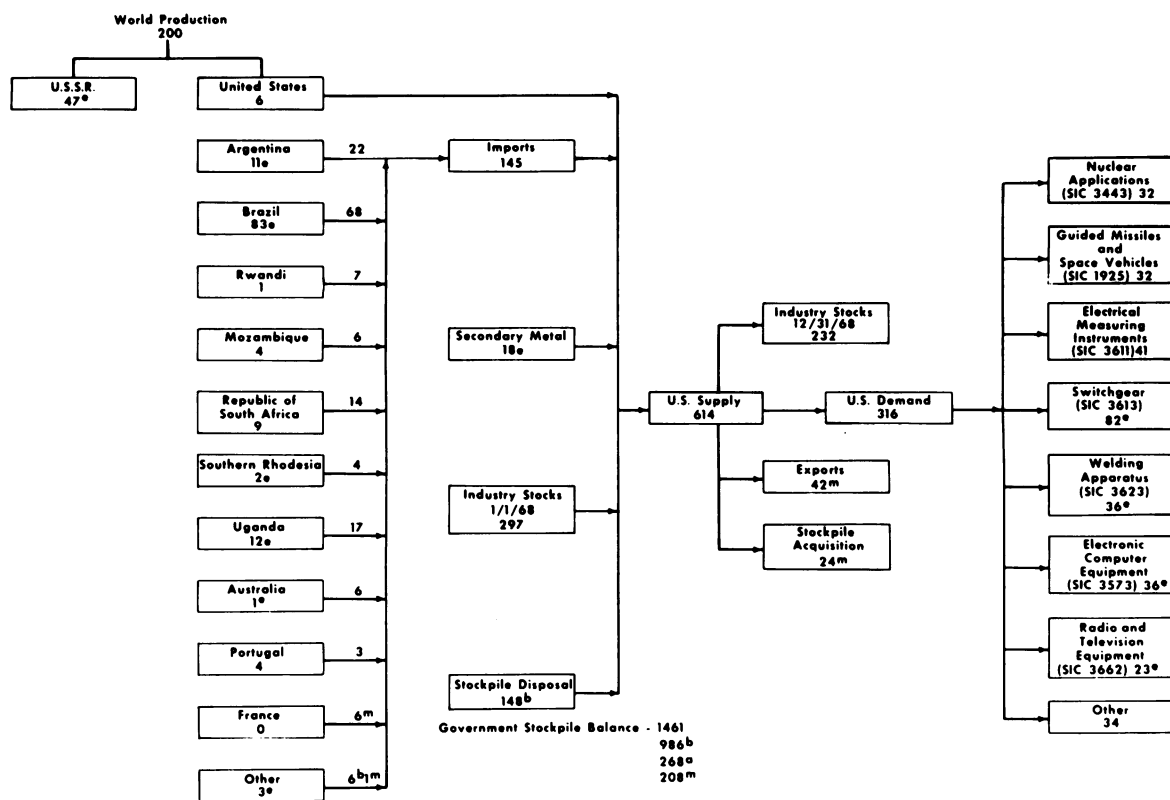 World Production
200
U.S.S.R.
47e
United States
6
Argentina
11e
22
Brazil
83e
68
Rwandi
1
7
Mozambique
4
6
Republic of
South Africa
9
14
Southern Rhodesia
2e
4
Uganda
12e
17
Australia
1e
6
Portugal
4
3
France
0
6m
Other
3e
6b1m
Imports
145
Secondary Metal
18e
Industry Stocks
1/1/68
297
Stockpile Disposal
148b
Government Stockpile Balance - 1461
986b
268a
208m
U.S. Supply
614
Industry Stocks
12/31/68
232
U.S. Demand
316
Exports
42m
Stockpile
Acquisition
24m
Nuclear
Applications
(SIC 3443) 32
Guided Missiles
and
Space Vehicles
(SIC 1925) 32
Electrical
Measuring
Instruments
(SIC 3611)41
Switchgear
(SIC 3613)
82e
Welding
Apparatus
(SIC 3623)
36e
Electronic
Computer
Equipment
(SIC 3573) 36e
Radio and
Television
Equipment
(SIC 3662) 23e
Other
34